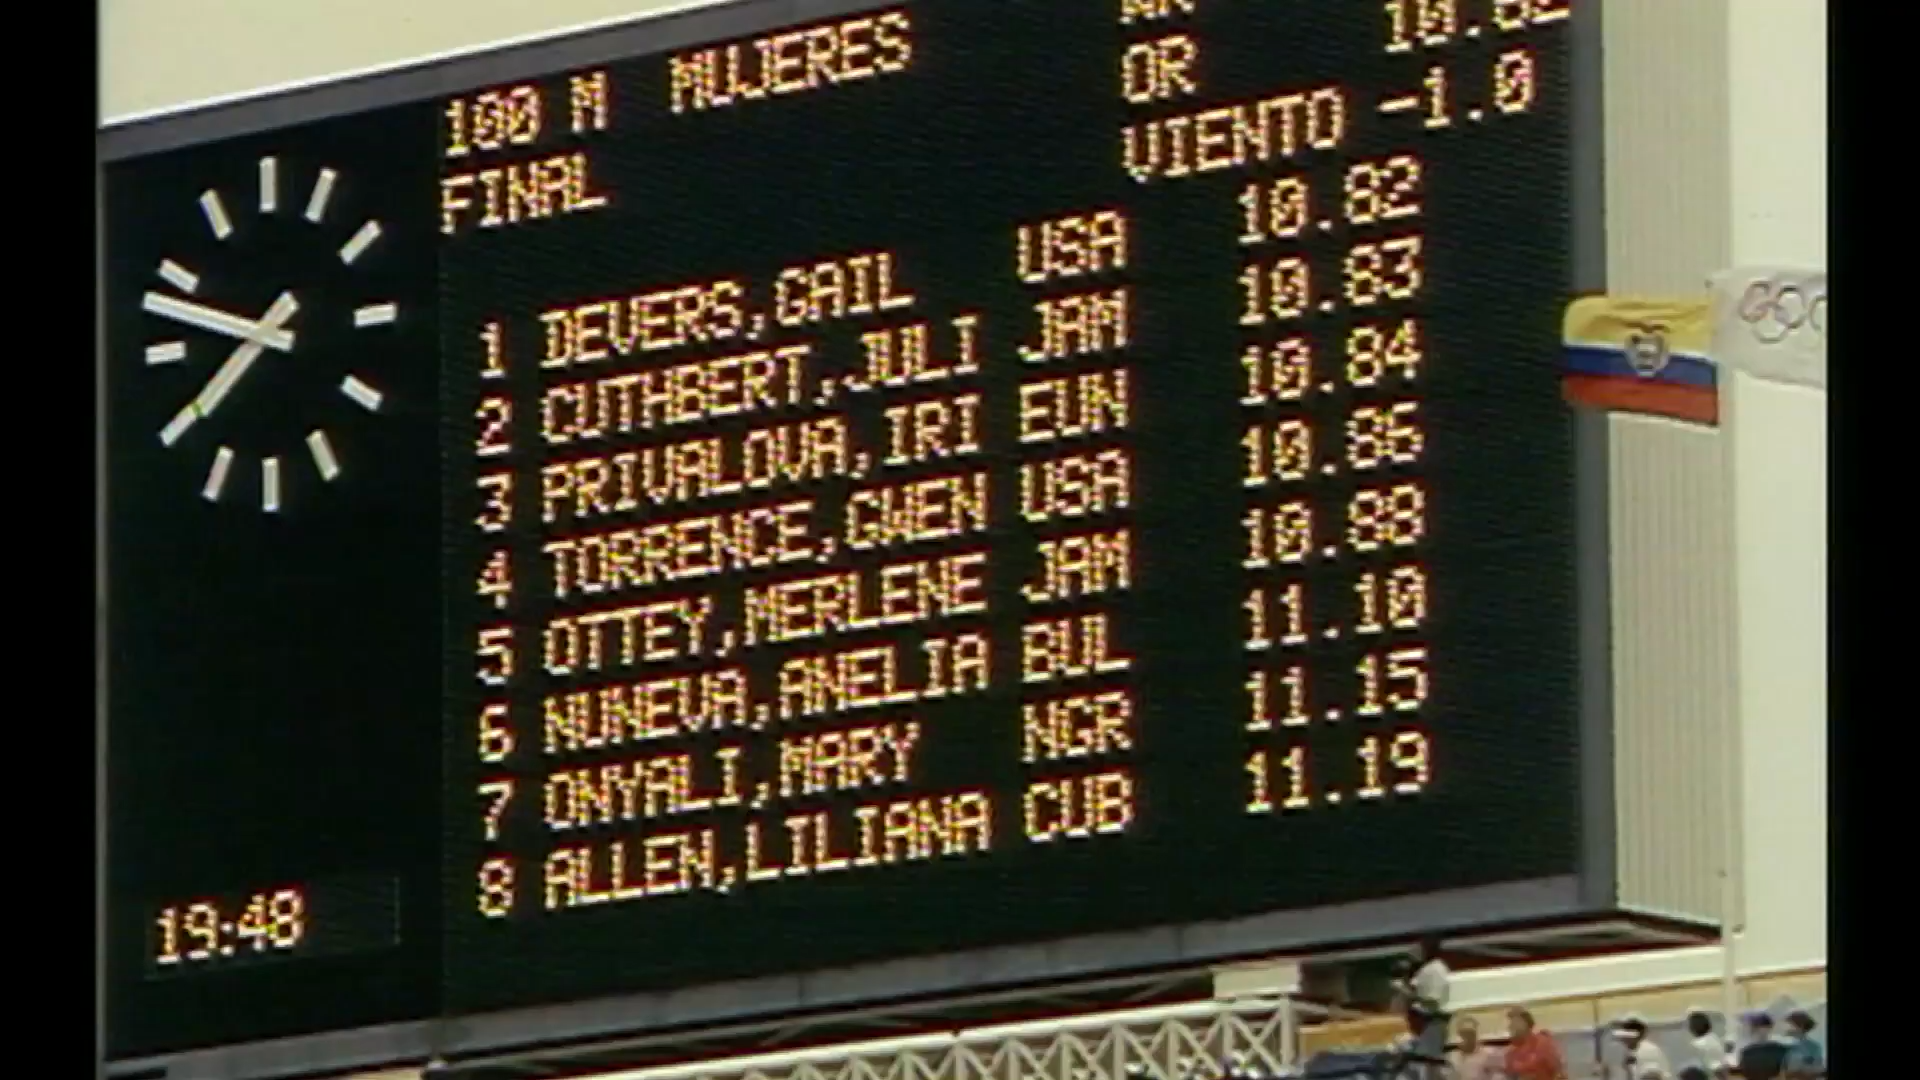 100 M MUJERES
OR
FINAL VIENTO -1.0
1 DEVERS,GAIL USA 10.82
2 CUTHBERT,JULI JAM 10.83
3 PRIVALOVA,IRI EUN 10.84
4 TORRENCE,GWEN USA 10.86
5 OTTEY,MERLENE JAM 10.88
6 NUNEVA,ANELIA BUL 11.10
7 ONYALI,MARY NGR 11.15
8 ALLEN,LILIANA CUB 11.19
19:48